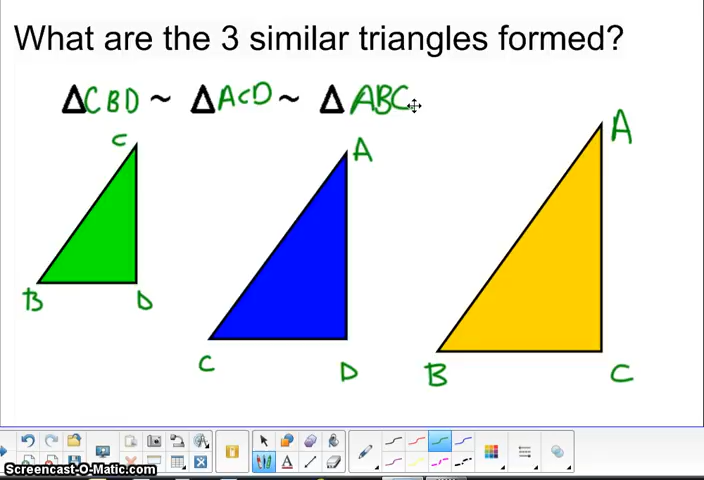 What are the 3 similar triangles formed?
ΔCBD ~ ΔACD ~ ΔABC
C
A
A
B
D
C
D
B
C
A
Screencast-O-Matic.com